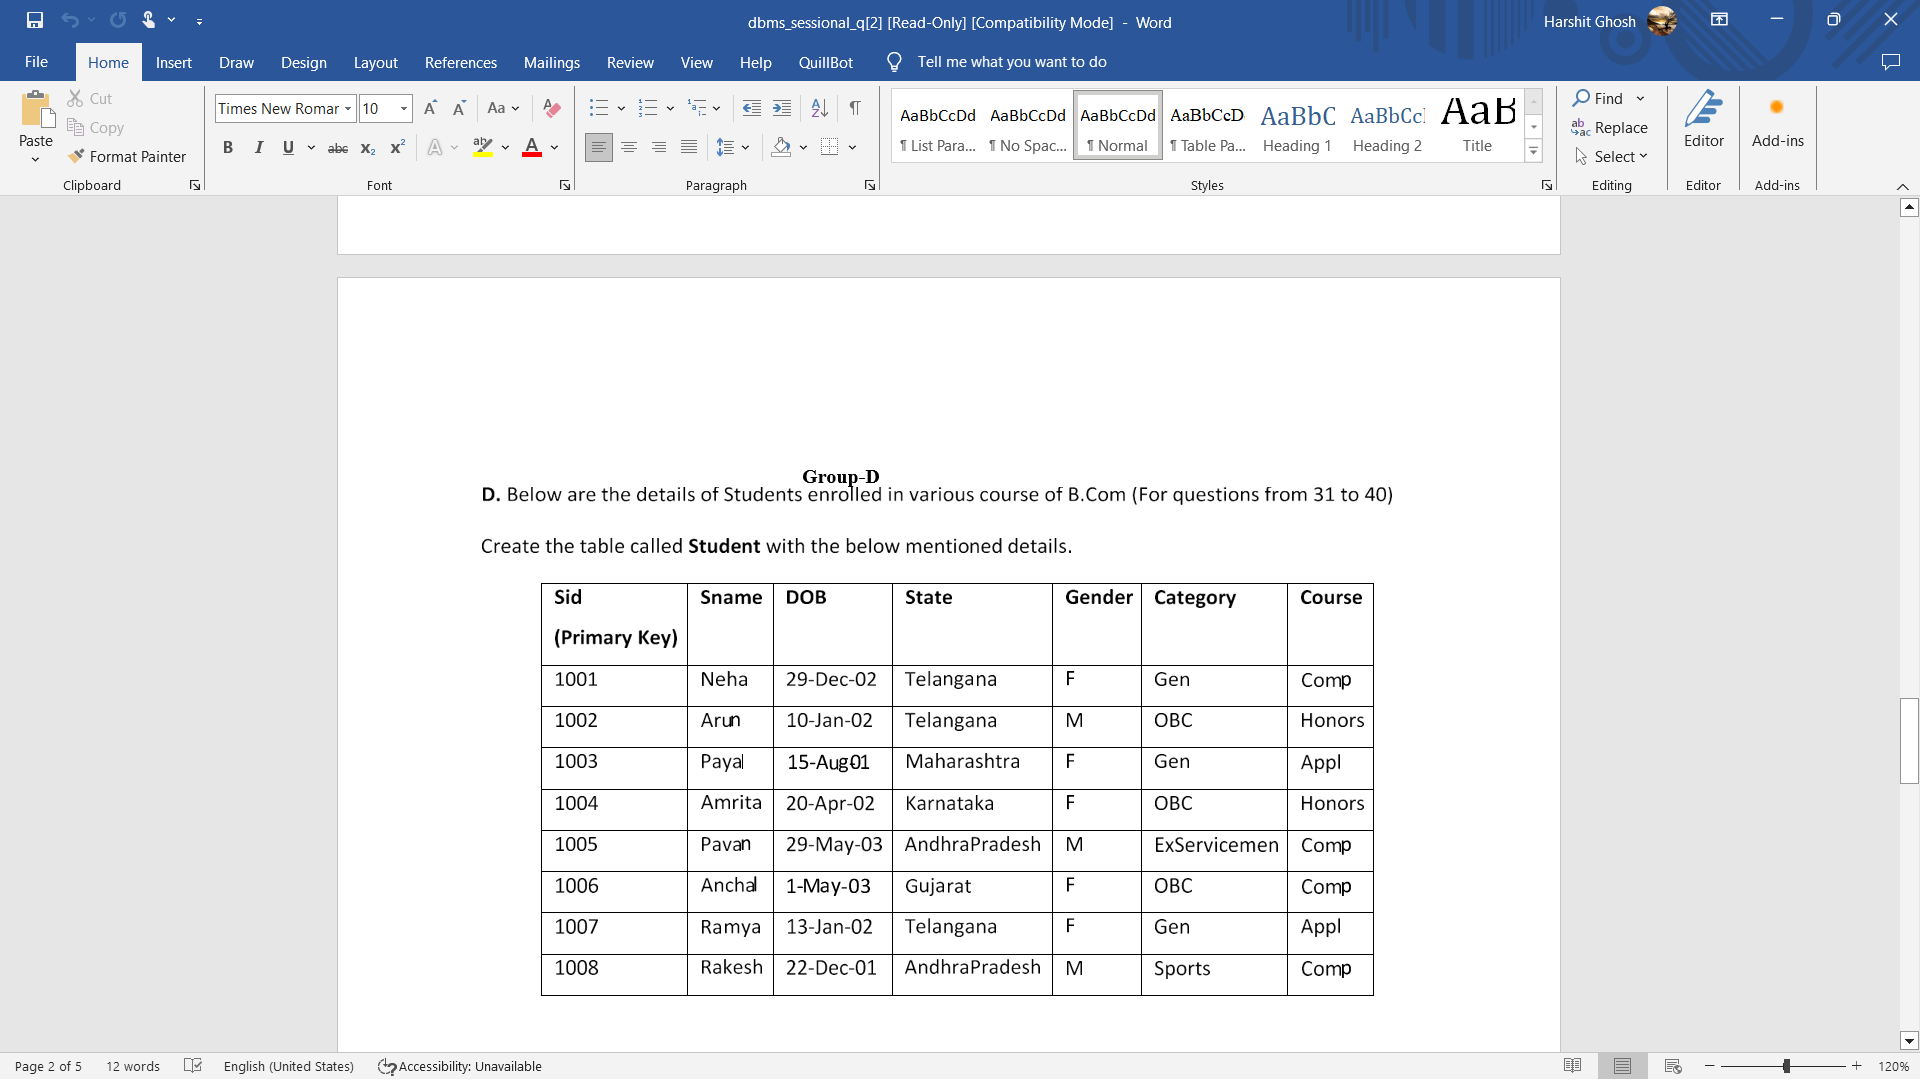 dbms_sessional_q[2] [Read-Only] [Compatibility Mode] - Word
Harshit Ghosh
File Home Insert Draw Design Layout References Mailings Review View Help QuillBot Tell me what you want to do
Paste
Cut
Copy
Format Painter
Clipboard
Times New Romar 10
Font
Paragraph
AaBbCcDd AaBbCcDd AaBbCcDd AaBbCcD AaBbC AaBbCcl AaB
¶ List Para... ¶ No Spac... ¶ Normal ¶ Table Pa... Heading 1 Heading 2 Title
Styles
Find
Replace
Select
Editing
Editor
Editor
Add-ins
Add-ins
Group-D
D. Below are the details of Students enrolled in various course of B.Com (For questions from 31 to 40)
Create the table called Student with the below mentioned details.
Sid (Primary Key) Sname DOB State Gender Category Course
1001 Neha 29-Dec-02 Telangana F Gen Comp
1002 Arun 10-Jan-02 Telangana M OBC Honors
1003 Payal 15-Aug-01 Maharashtra F Gen Appl
1004 Amrita 20-Apr-02 Karnataka F OBC Honors
1005 Pavan 29-May-03 AndhraPradesh M ExServicemen Comp
1006 Anchal 1-May-03 Gujarat F OBC Comp
1007 Ramya 13-Jan-02 Telangana F Gen Appl
1008 Rakesh 22-Dec-01 AndhraPradesh M Sports Comp
Page 2 of 5 12 words English (United States) Accessibility: Unavailable 120%